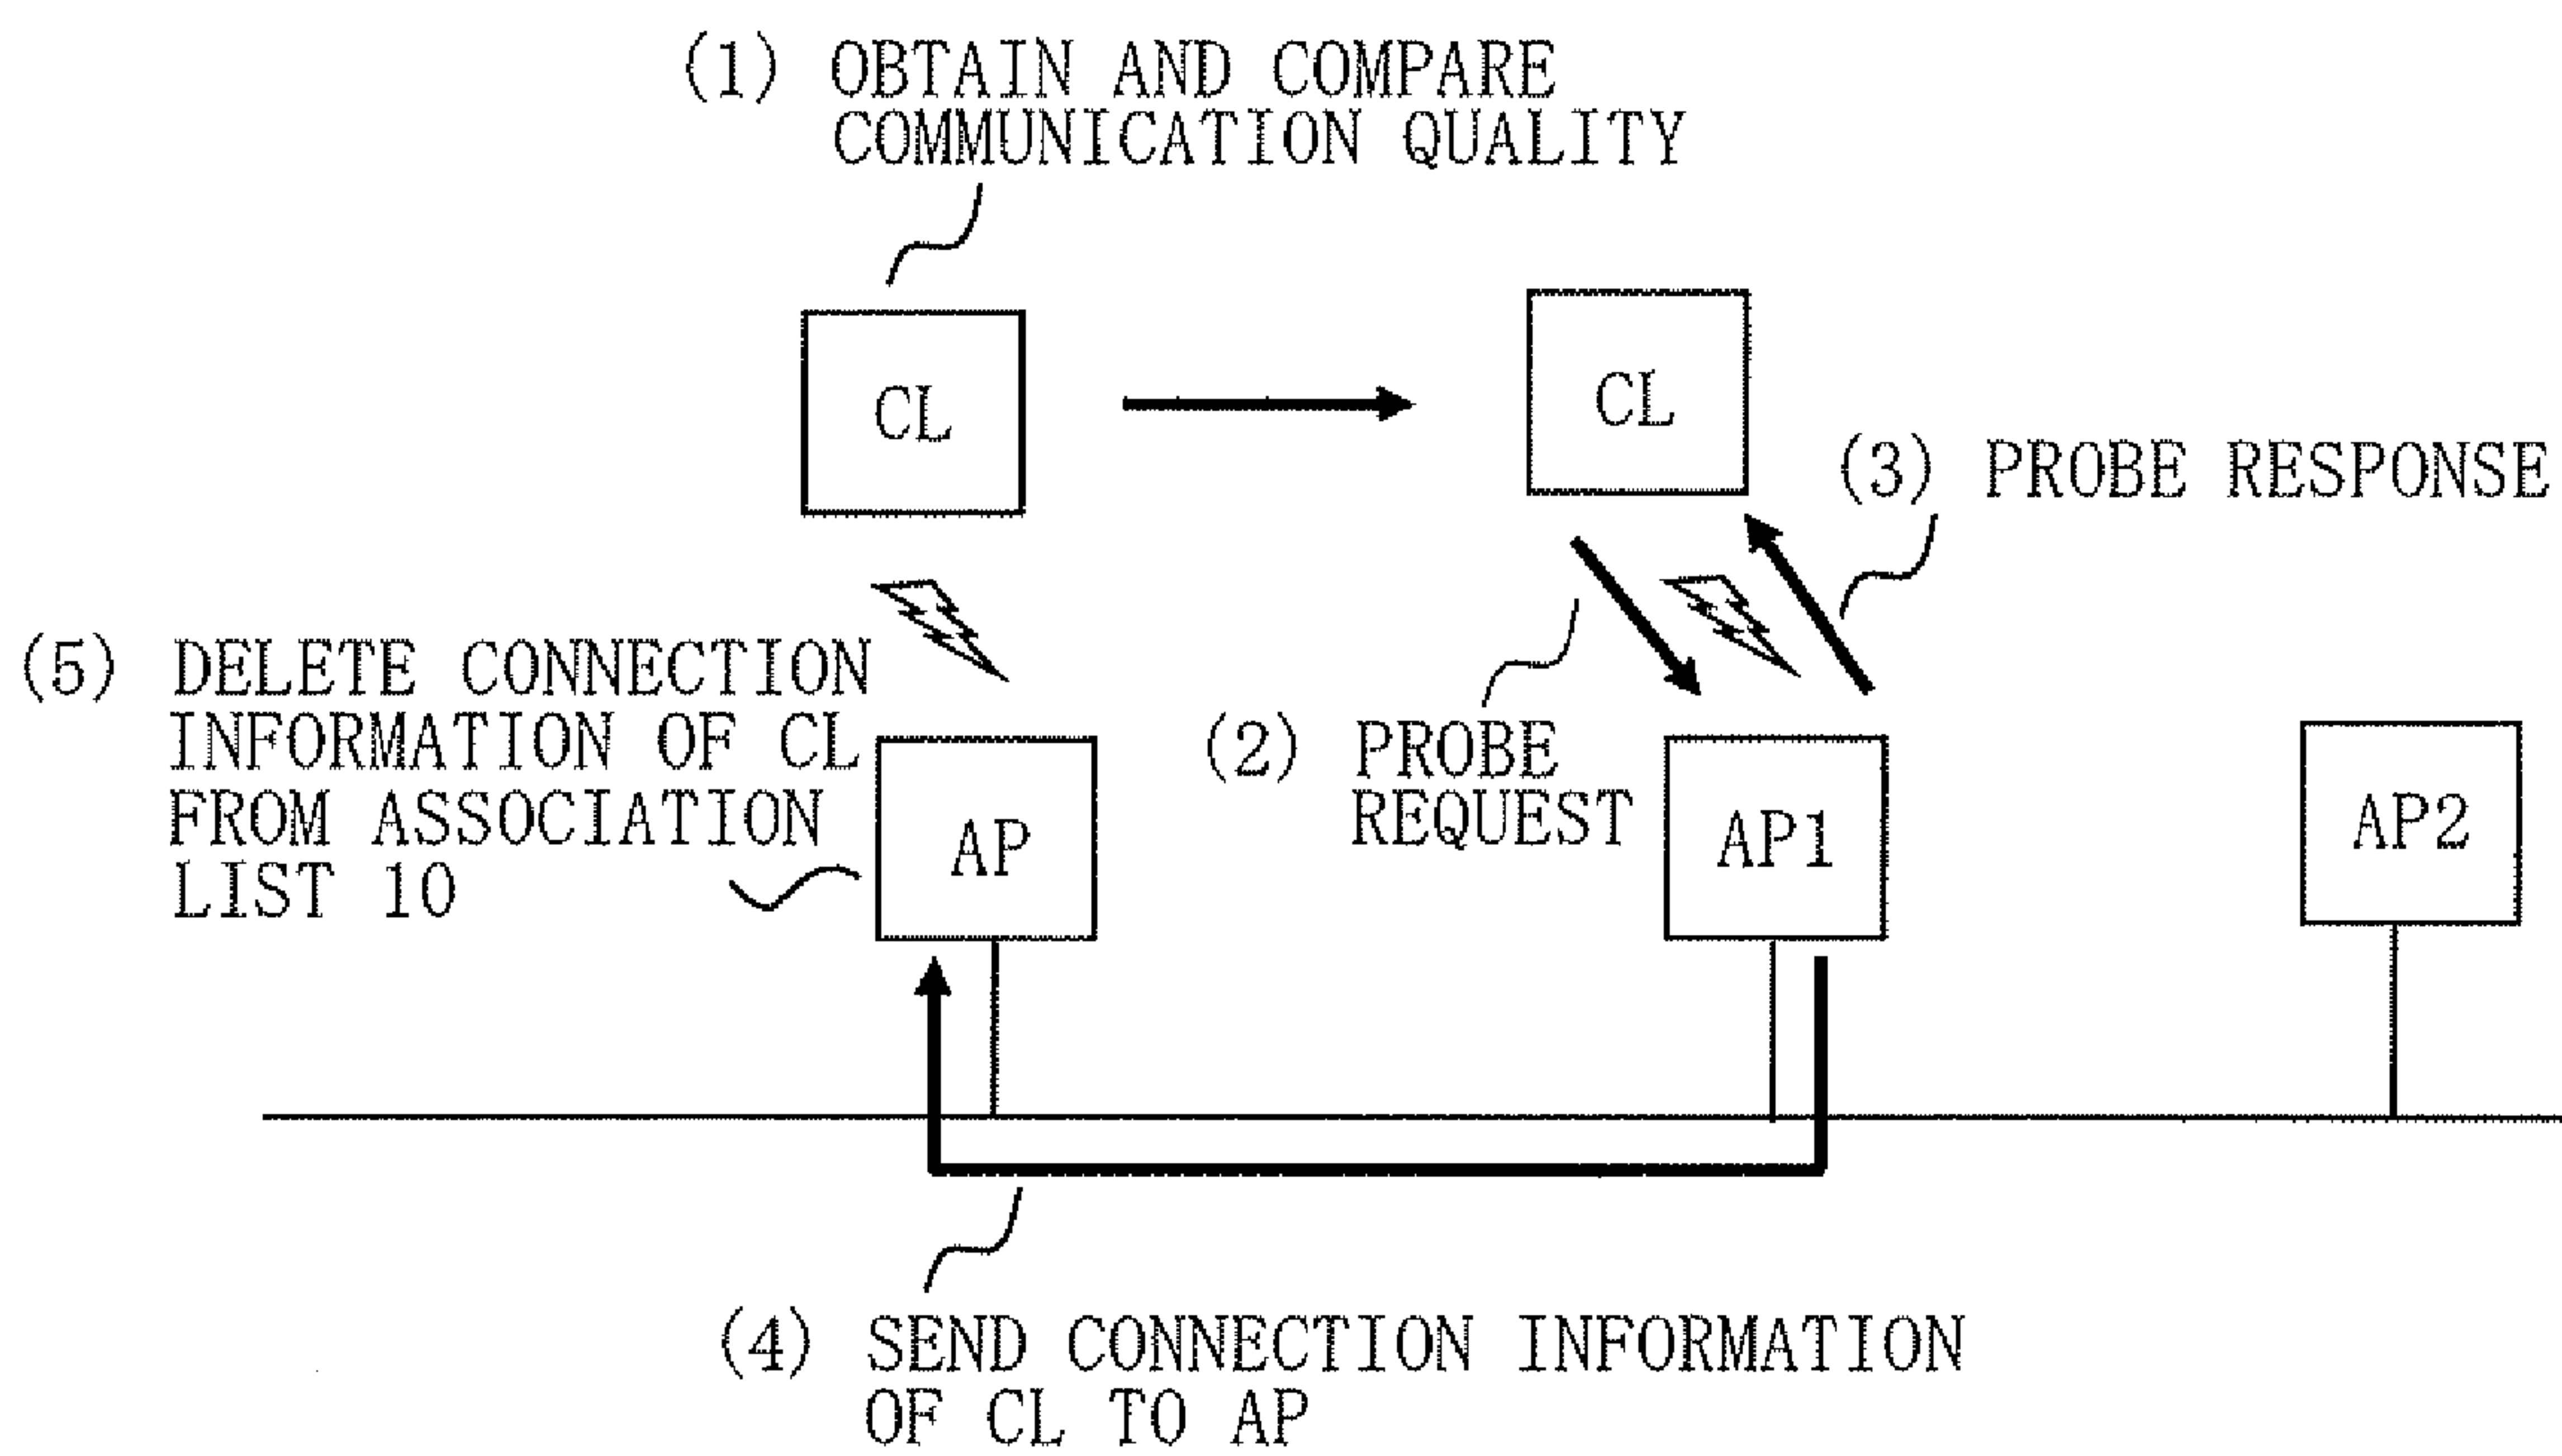 (1) OBTAIN AND COMPARE
COMMUNICATION QUALITY
CL
CL
(3) PROBE RESPONSE
(5) DELETE CONNECTION
INFORMATION OF CL
FROM ASSOCIATION
LIST 10
(2) PROBE
REQUEST
AP
AP1
AP2
(4) SEND CONNECTION INFORMATION
OF CL TO AP